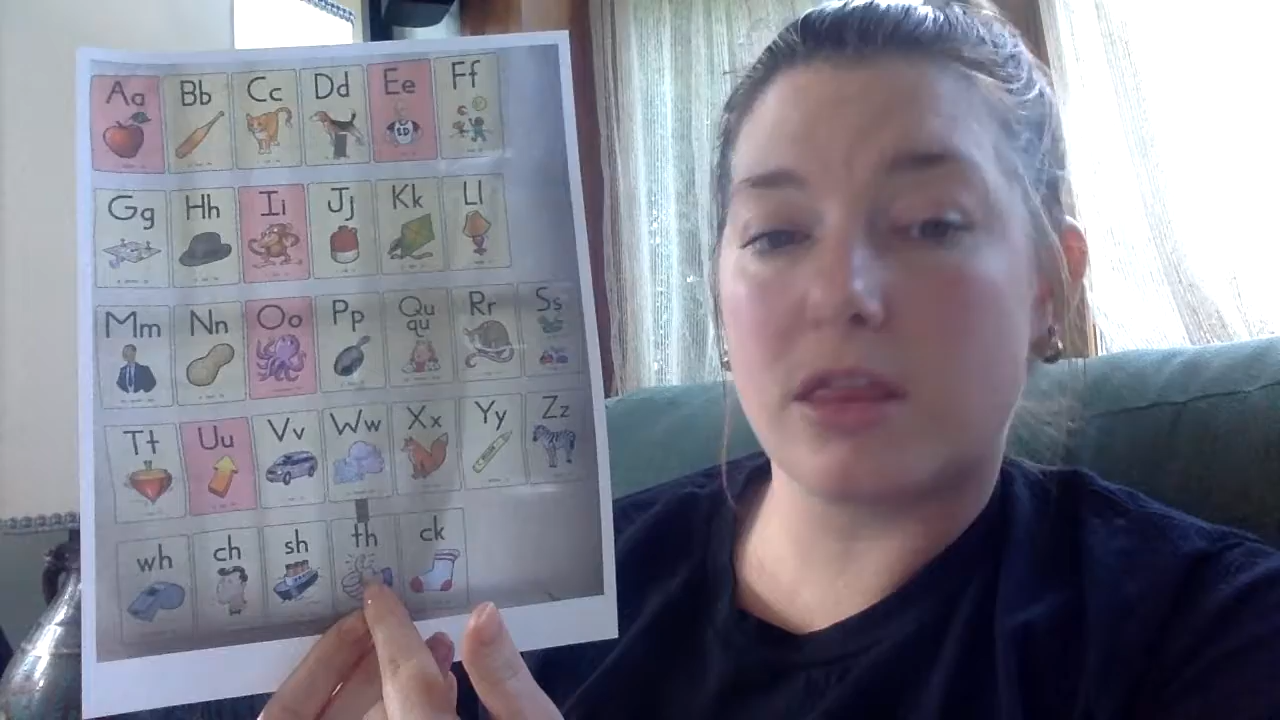 Aa Bb Cc Dd Ee Ff
ED
Gg Hh Ii Jj Kk Ll
Mm Nn Oo Pp Qu Rr Ss
qu
Tt Uu Vv Ww Xx Yy Zz
wh ch sh th ck